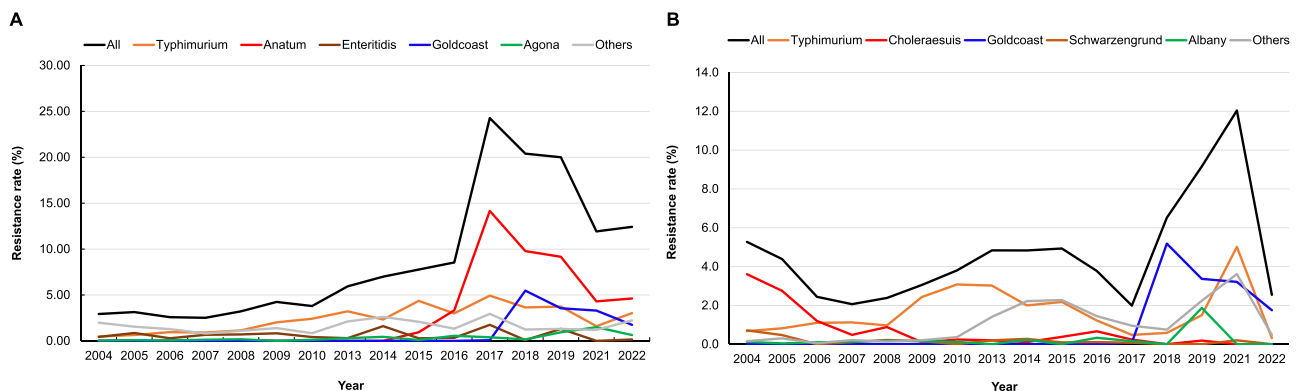 A
All Typhimurium Anatum Enteritidis Goldcoast Agona Others
30.00
25.00
20.00
15.00
10.00
5.00
0.00
Resistance rate (%)
2004 2005 2006 2007 2008 2009 2010 2013 2014 2015 2016 2017 2018 2019 2021 2022
Year
B
All Typhimurium Choleraesuis Goldcoast Schwarzengrund Albany Others
14.0
12.0
10.0
8.0
6.0
4.0
2.0
0.0
Resistance rate (%)
2004 2005 2006 2007 2008 2009 2010 2013 2014 2015 2016 2017 2018 2019 2021 2022
Year